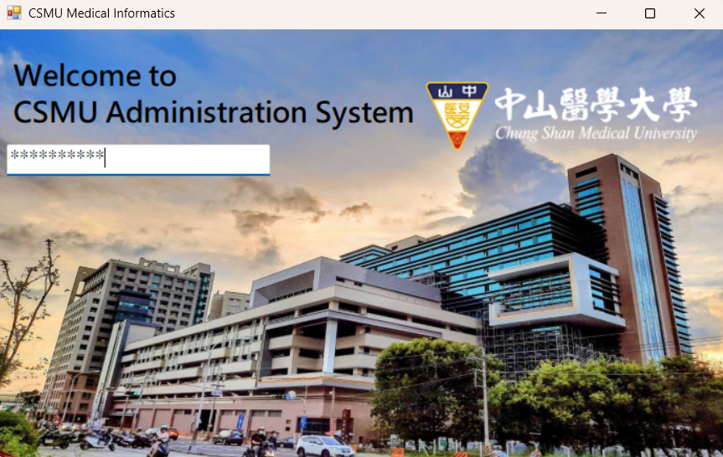 CSMU Medical Informatics
Welcome to
CSMU Administration System
中山
醫
中山醫學大學
Chung Shan Medical University
**********